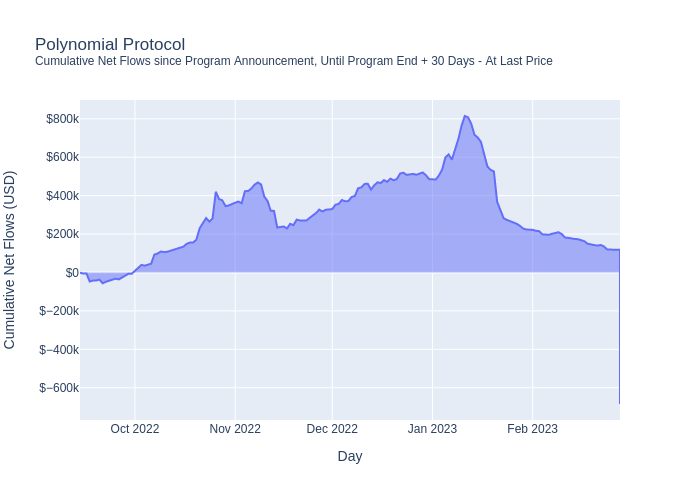 Polynomial Protocol
Cumulative Net Flows since Program Announcement, Until Program End + 30 Days - At Last Price
Cumulative Net Flows (USD)
$800k
$600k
$400k
$200k
$0
$−200k
$−400k
$−600k
Oct 2022
Nov 2022
Dec 2022
Jan 2023
Feb 2023
Day